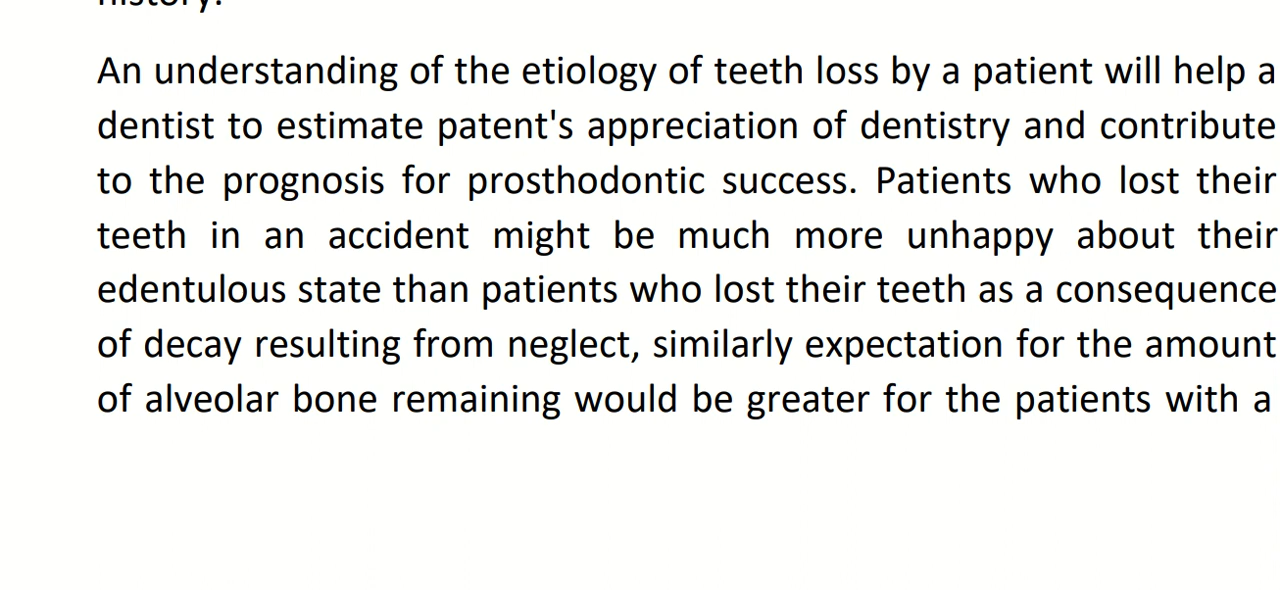 history.
An understanding of the etiology of teeth loss by a patient will help a
dentist to estimate patent's appreciation of dentistry and contribute
to the prognosis for prosthodontic success. Patients who lost their
teeth in an accident might be much more unhappy about their
edentulous state than patients who lost their teeth as a consequence
of decay resulting from neglect, similarly expectation for the amount
of alveolar bone remaining would be greater for the patients with a